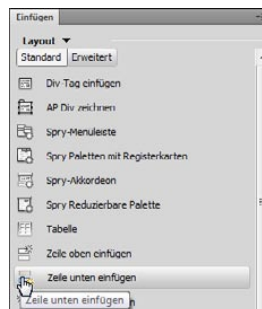 Einfügen
Layout
Standard Erweitert
Div-Tag einfügen
AP Div zeichnen
Spry-Menüleiste
Spry Paletten mit Registerkarten
Spry-Akkordeon
Spry Reduzierbare Palette
Tabelle
Zeile oben einfügen
Zeile unten einfügen
Zeile unten einfügen